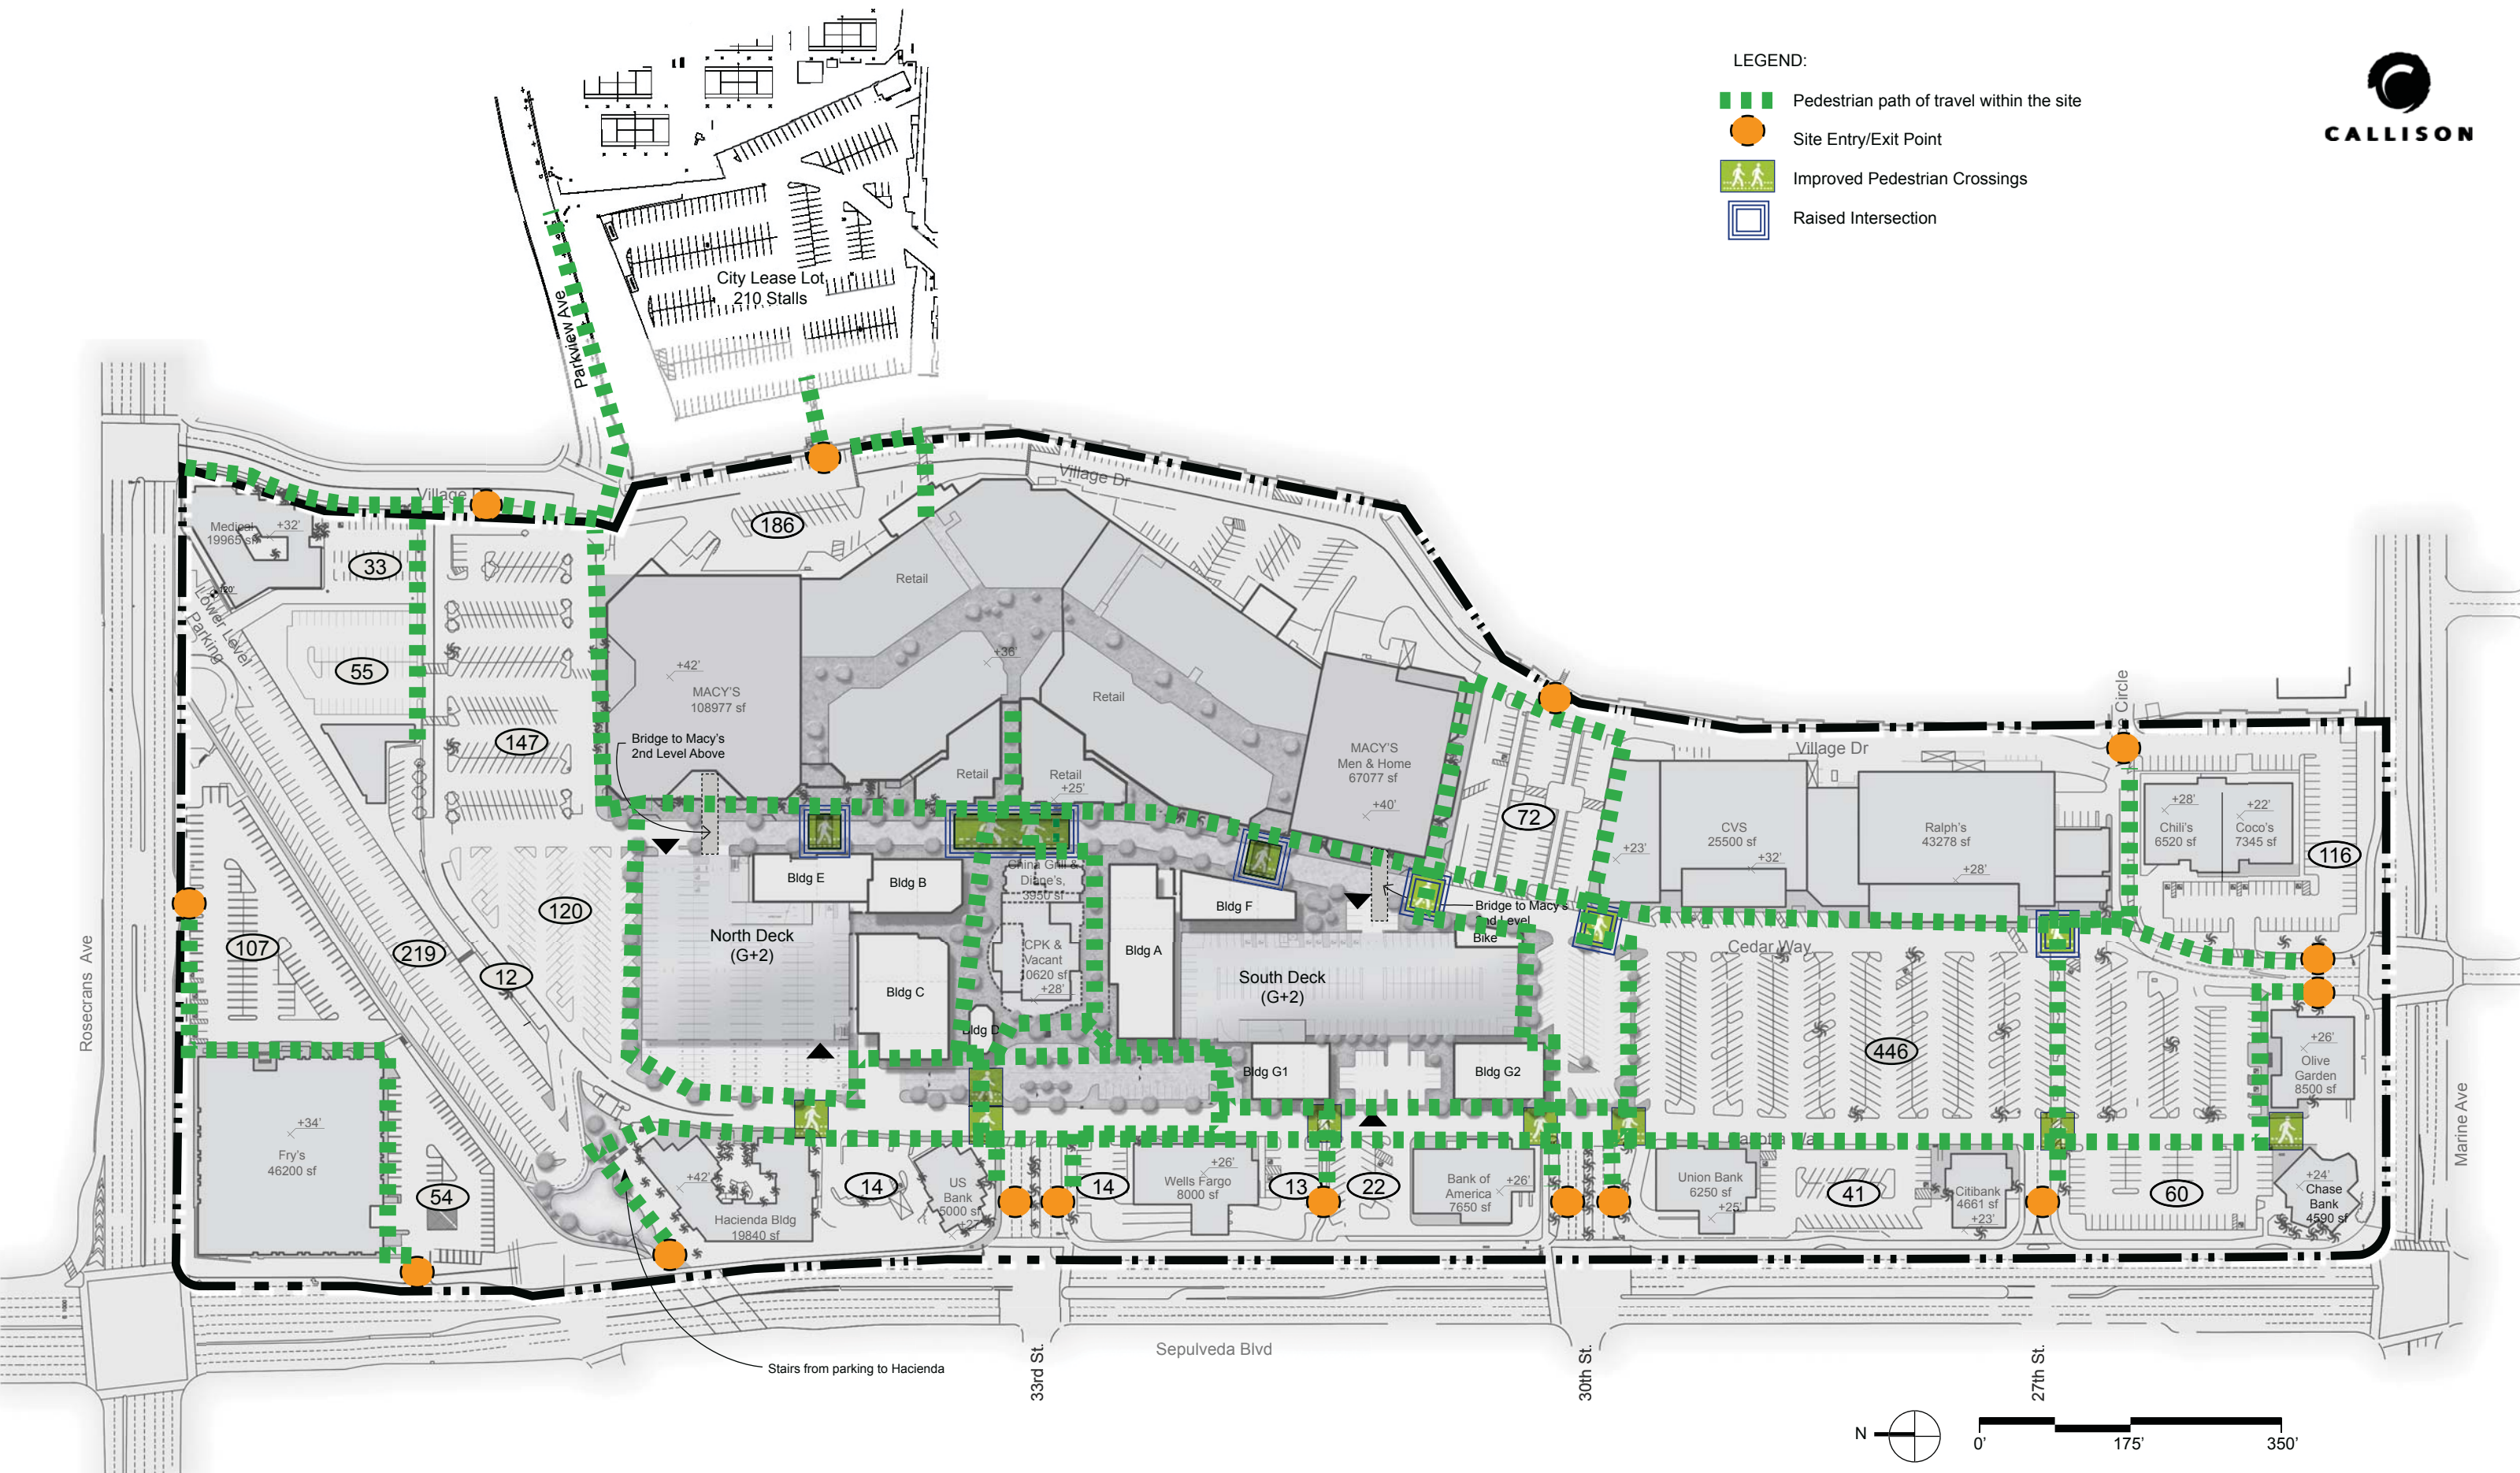 LEGEND:
Pedestrian path of travel within the site
Site Entry/Exit Point
Improved Pedestrian Crossings
Raised Intersection
CALLISON
City Lease Lot
210 Stalls
Parkview Ave
Village
Village Dr
186
Medical
19965 sf
+32'
33
Lower Level
Parking
55
147
Retail
+42'
MACY'S
108977 sf
+36'
Retail
Bridge to Macy's
2nd Level Above
Retail
Retail
+25'
MACY'S
Men & Home
67077 sf
+40'
72
Village Dr
Circle
CVS
25500 sf
+32'
+23'
Ralph's
43278 sf
+28'
+28'
Chili's
6520 sf
+22'
Coco's
7345 sf
116
Bldg E
Bldg B
China Grill &
Diane's,
3950 sf
Bldg F
Bridge to Macy's
2nd Level
Bike
Cedar Way
120
North Deck
(G+2)
CPK &
Vacant
0620 sf
+28'
Bldg A
South Deck
(G+2)
Bldg C
Bldg D
107
219
12
Rosecrans Ave
446
Bldg G1
Bldg G2
+26'
Olive
Garden
8500 sf
Marine Ave
+34'
Fry's
46200 sf
54
+42'
Hacienda Bldg
19840 sf
14
US
Bank
5000 sf
+27'
14
+26'
Wells Fargo
8000 sf
13
22
Bank of
America
7650 sf
+26'
Union Bank
6250 sf
+25'
41
Citibank
4661 sf
+23'
60
+24'
Chase
Bank
4590 sf
Stairs from parking to Hacienda
33rd St.
Sepulveda Blvd
30th St.
27th St.
N
0'
175'
350'